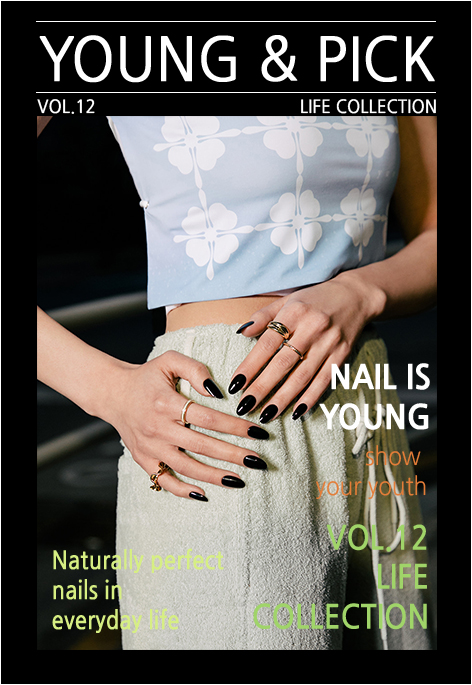 YOUNG & PICK
VOL.12
LIFE COLLECTION
NAIL IS
YOUNG
show
your youth
VOL.12
LIFE
COLLECTION
Naturally perfect
nails in
everyday life